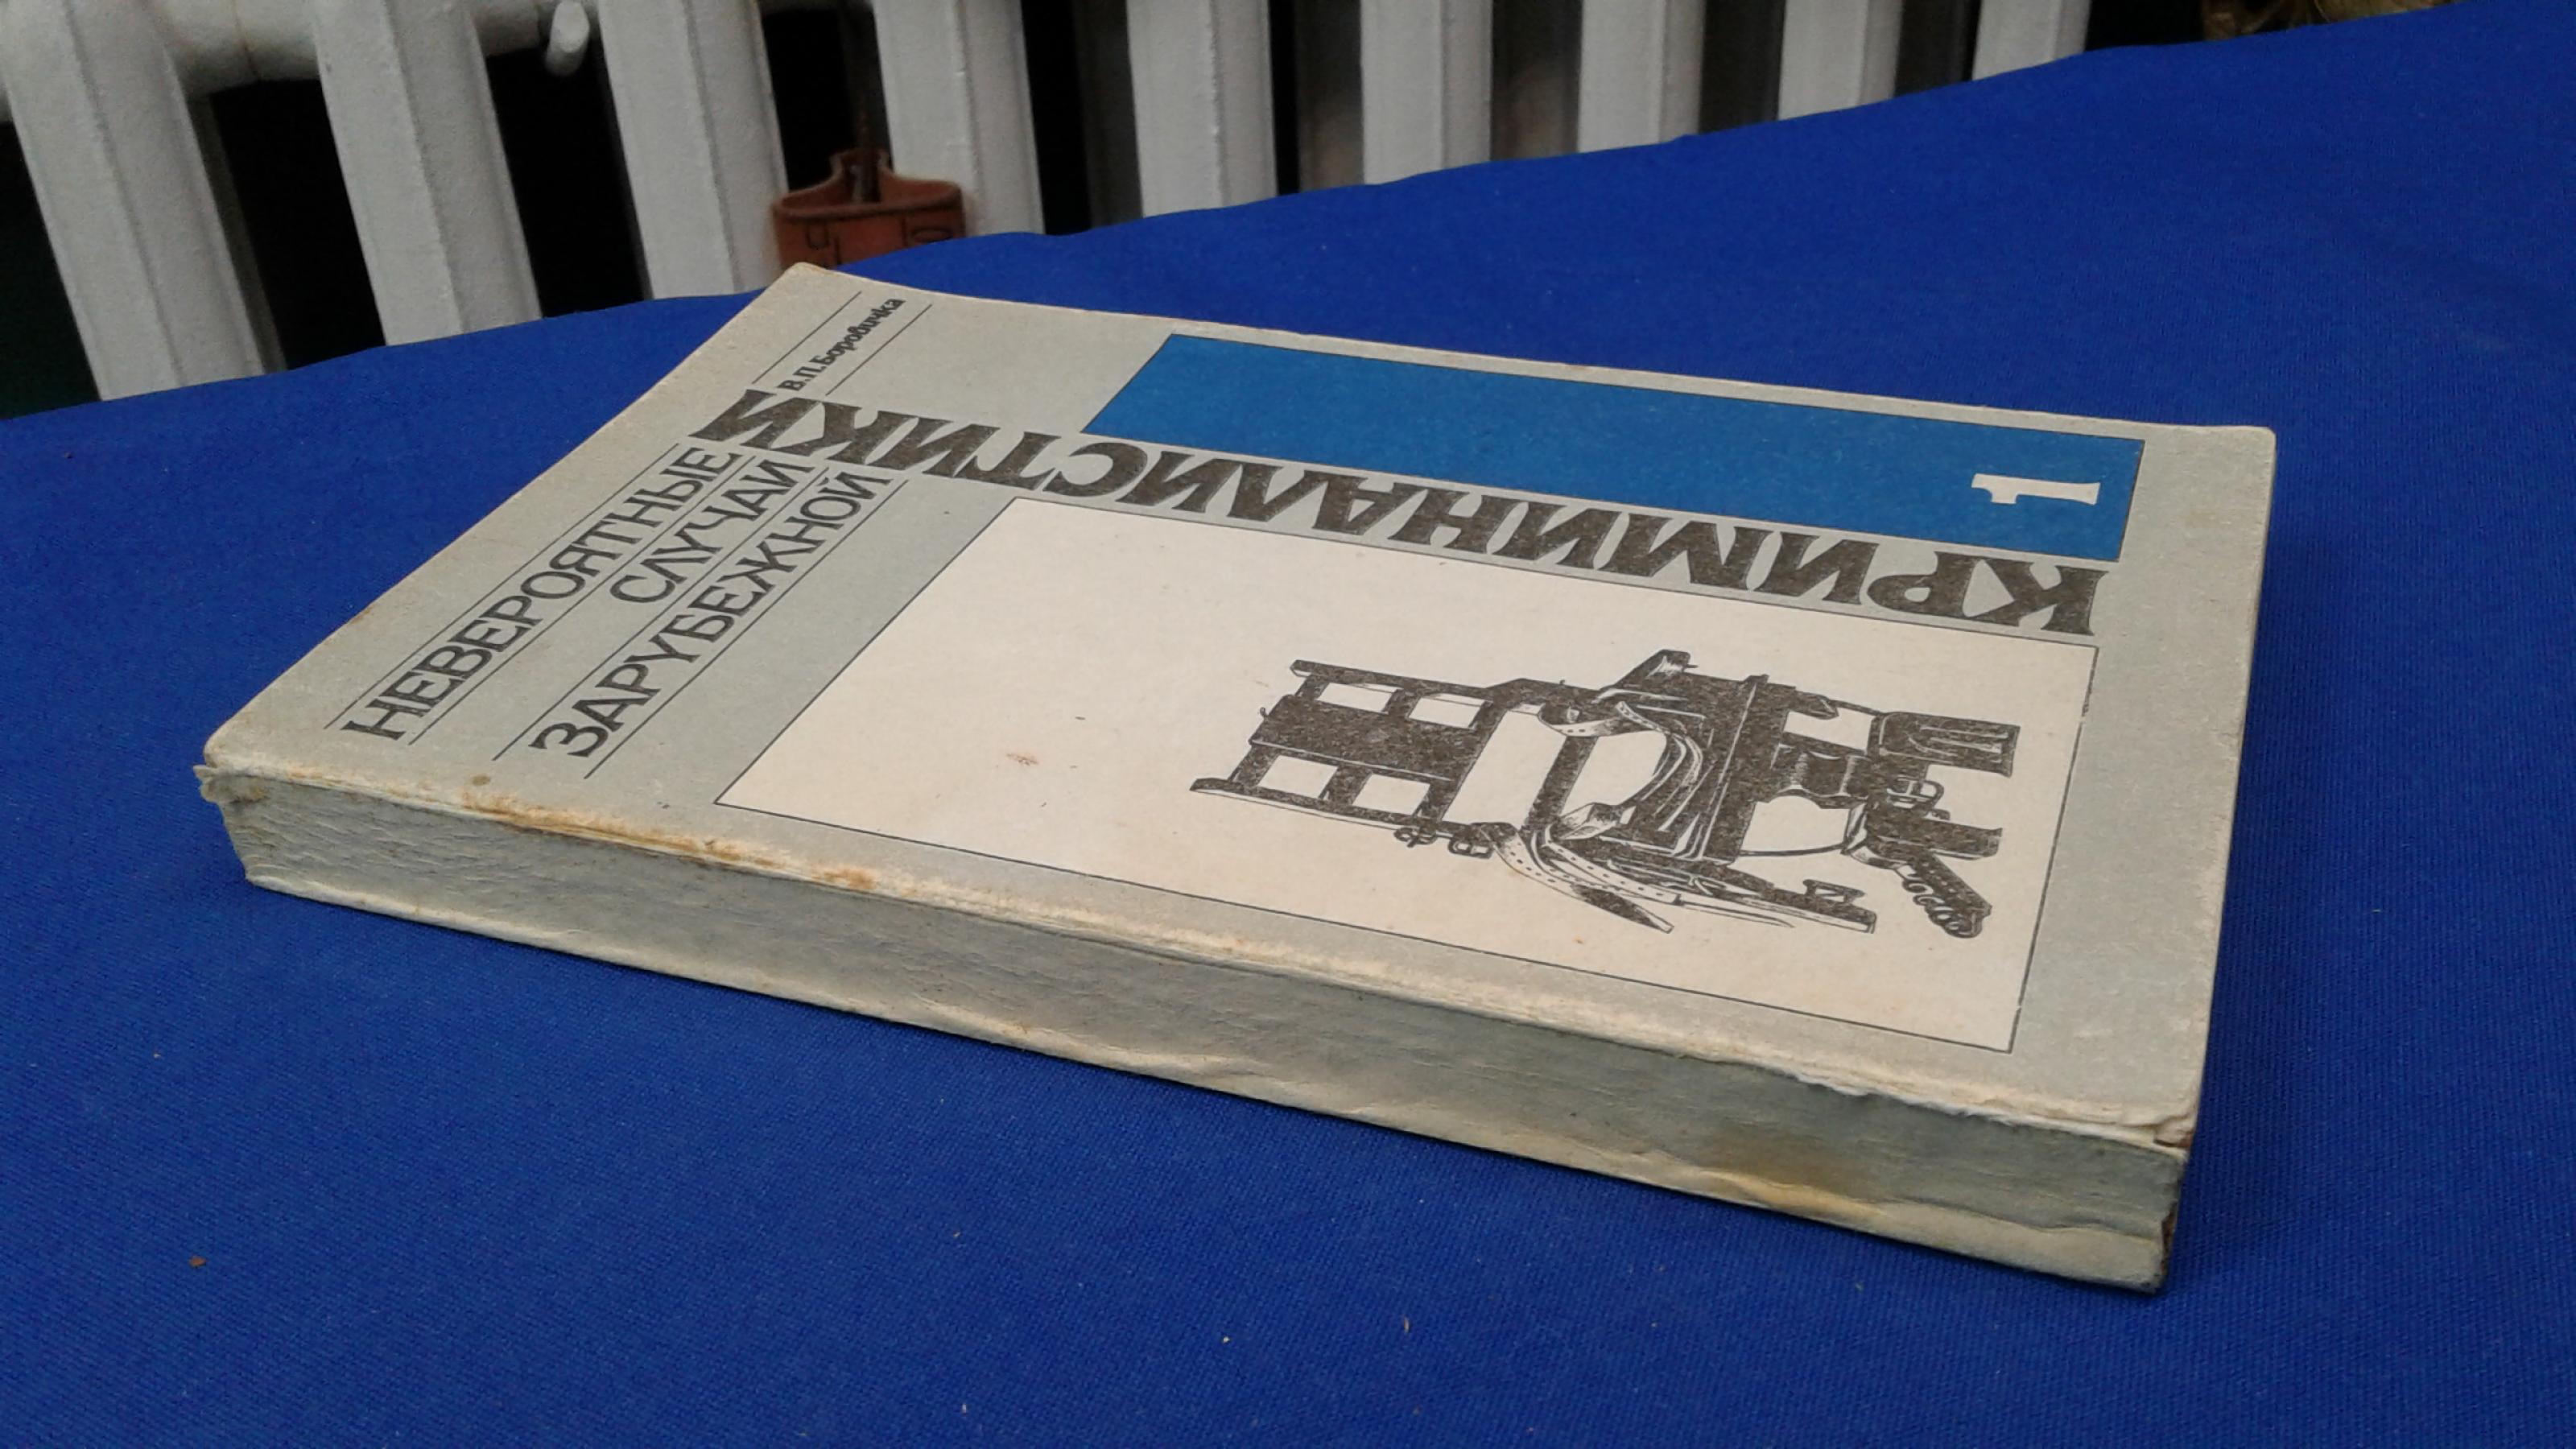 В.П.Боровичка
НЕВЕРОЯТНЫЕ
СЛУЧАИ
ЗАРУБЕЖНОЙ
КРИМИНАЛИСТИКИ
1